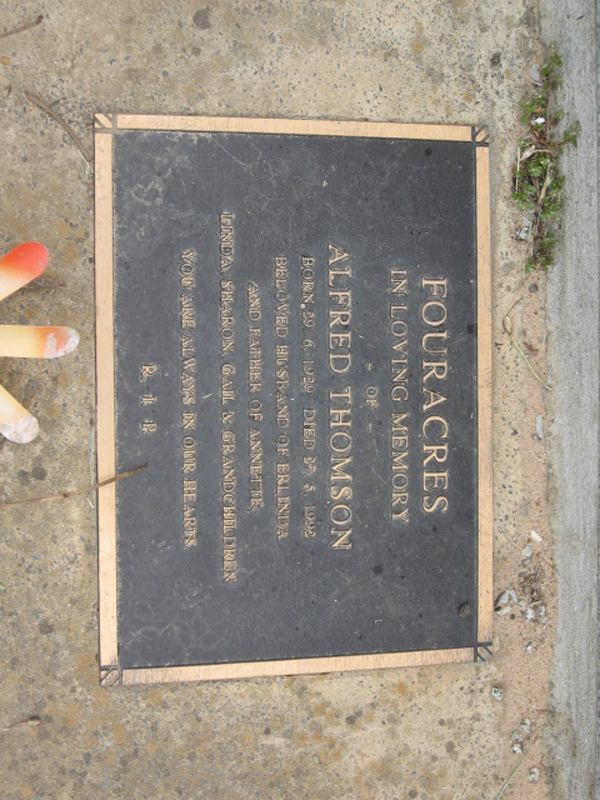 FOURACRES
IN LOVING MEMORY
- OF -
ALFRED THOMSON
BORN 29 6 1929 DIED 27 5 1992
BELOVED HUSBAND OF ERLINDA
AND FATHER OF ANNETTE,
LINDA, SHARON, GAIL & GRANDCHILDREN
YOU ARE ALWAYS IN OUR HEARTS
R. I. P.